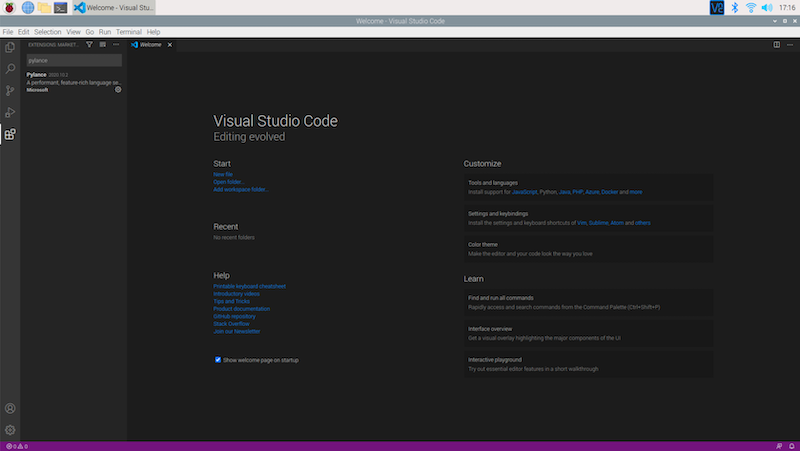 Welcome - Visual Studi...
17:16
Welcome - Visual Studio Code
File Edit Selection View Go Run Terminal Help
EXTENSIONS MARKET...
Welcome
pylance
Pylance 2020.10.3
A performant, feature-rich language se...
Microsoft
Visual Studio Code
Editing evolved
Start
New file
Open folder...
Add workspace folder...
Recent
No recent folders
Help
Printable keyboard cheatsheet
Introductory videos
Tips and Tricks
Product documentation
GitHub repository
Stack Overflow
Join our Newsletter
Show welcome page on startup
Customize
Tools and languages
Install support for JavaScript, Python, Java, PHP, Azure, Docker and more
Settings and keybindings
Install the settings and keyboard shortcuts of Vim, Sublime, Atom and others
Color theme
Make the editor and your code look the way you love
Learn
Find and run all commands
Rapidly access and search commands from the Command Palette (Ctrl+Shift+P)
Interface overview
Get a visual overlay highlighting the major components of the UI
Interactive playground
Try out essential editor features in a short walkthrough
0 0